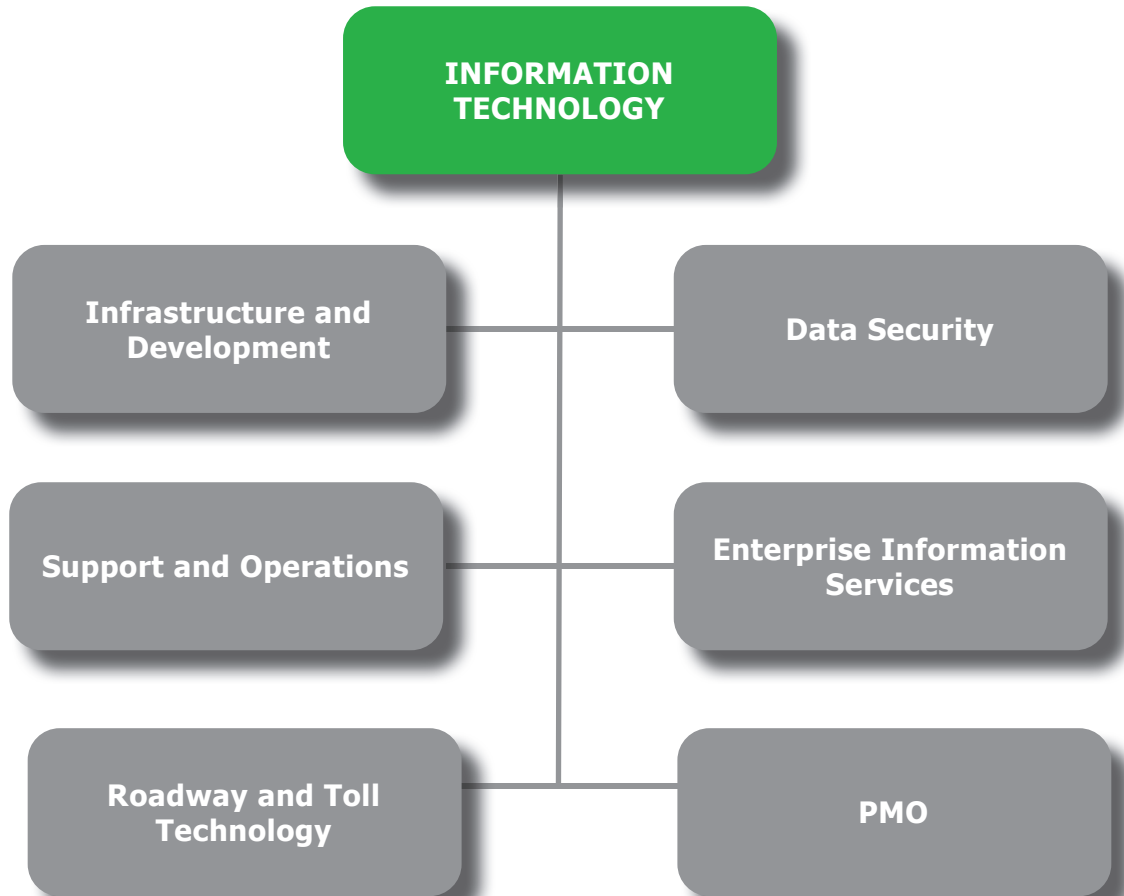 INFORMATION
TECHNOLOGY
Infrastructure and
Development
Data Security
Support and Operations
Enterprise Information
Services
Roadway and Toll
Technology
PMO